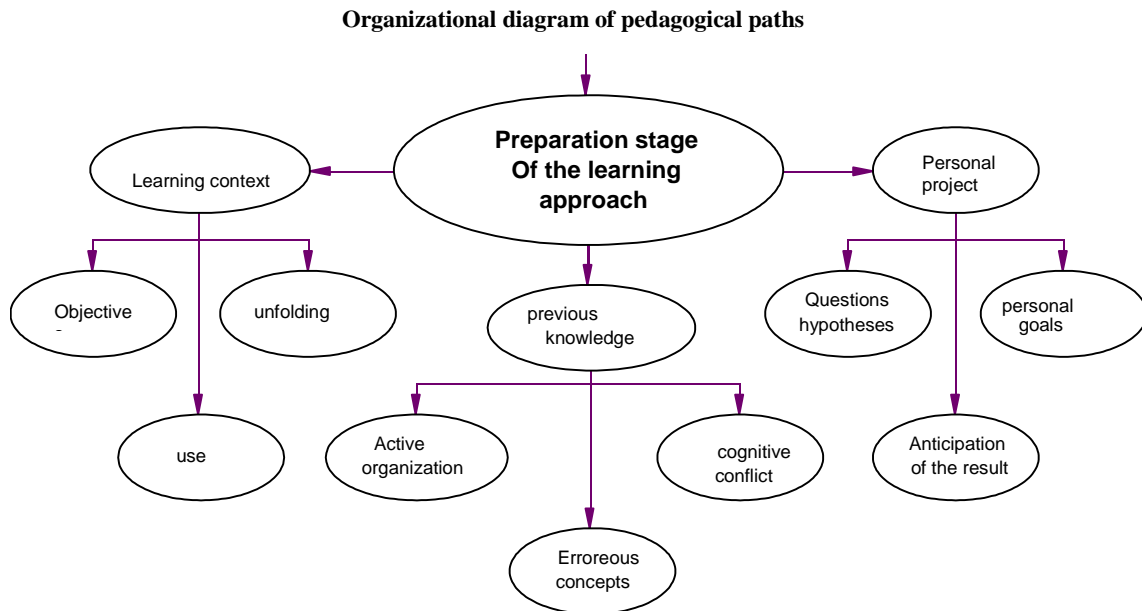 Organizational diagram of pedagogical paths
Preparation stage
Of the learning
approach
Learning context
Personal
project
Objective
unfolding
previous
knowledge
Questions
hypotheses
personal
goals
use
Active
organization
cognitive
conflict
Anticipation
of the result
Erroreous
concepts